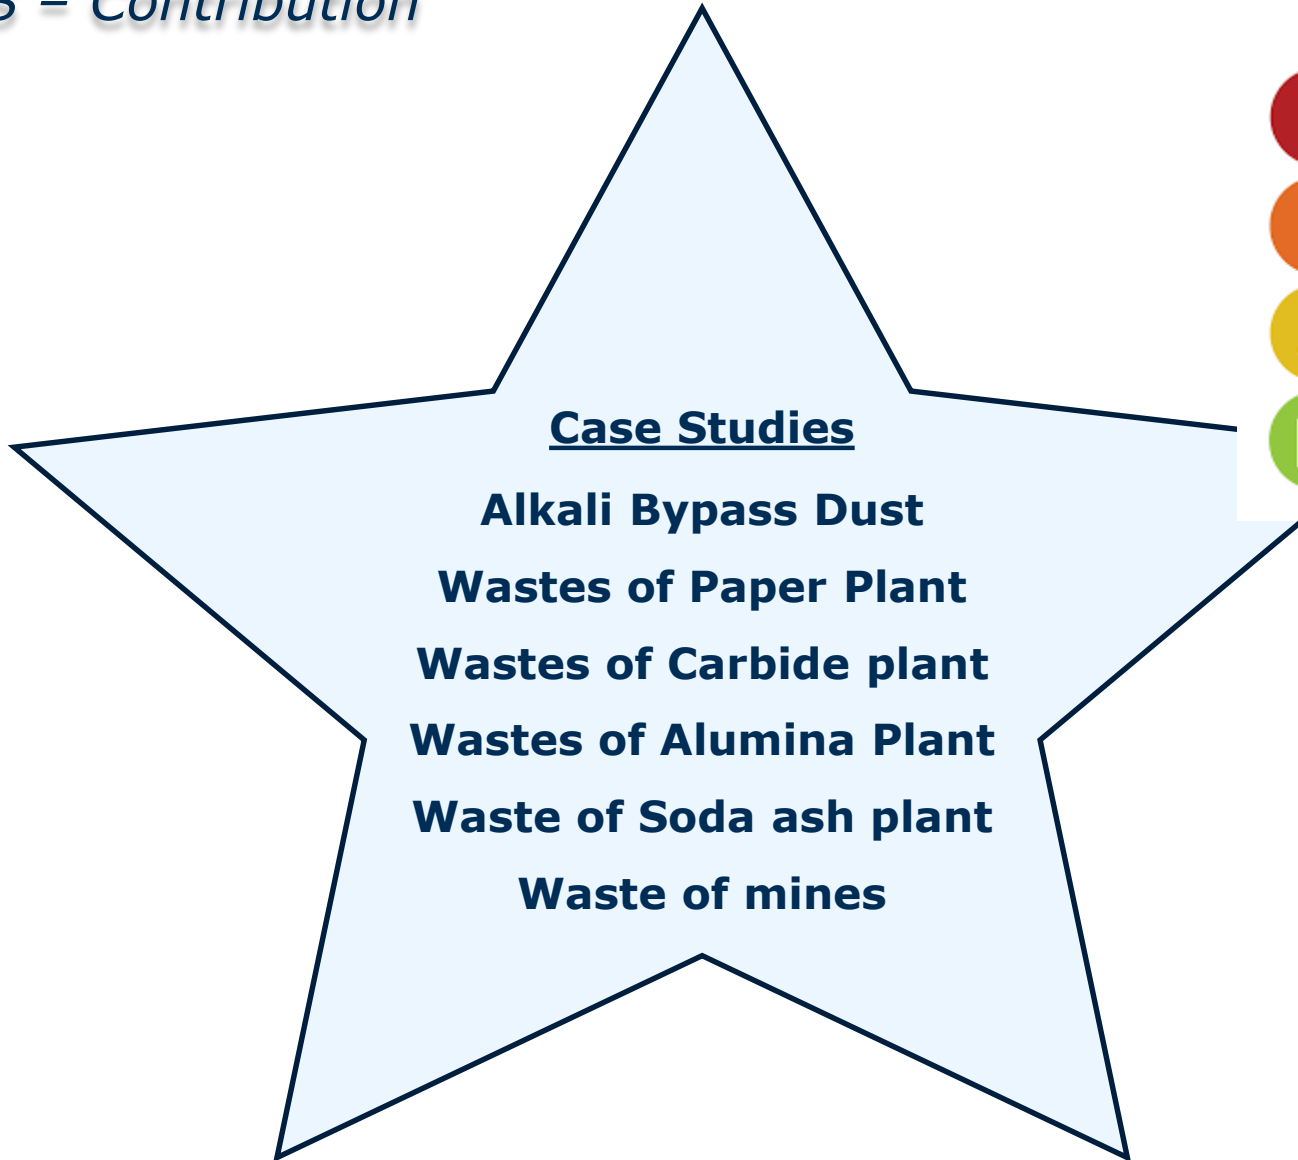 – Contribution
Case Studies
Alkali Bypass Dust
Wastes of Paper Plant
Wastes of Carbide plant
Wastes of Alumina Plant
Waste of Soda ash plant
Waste of mines